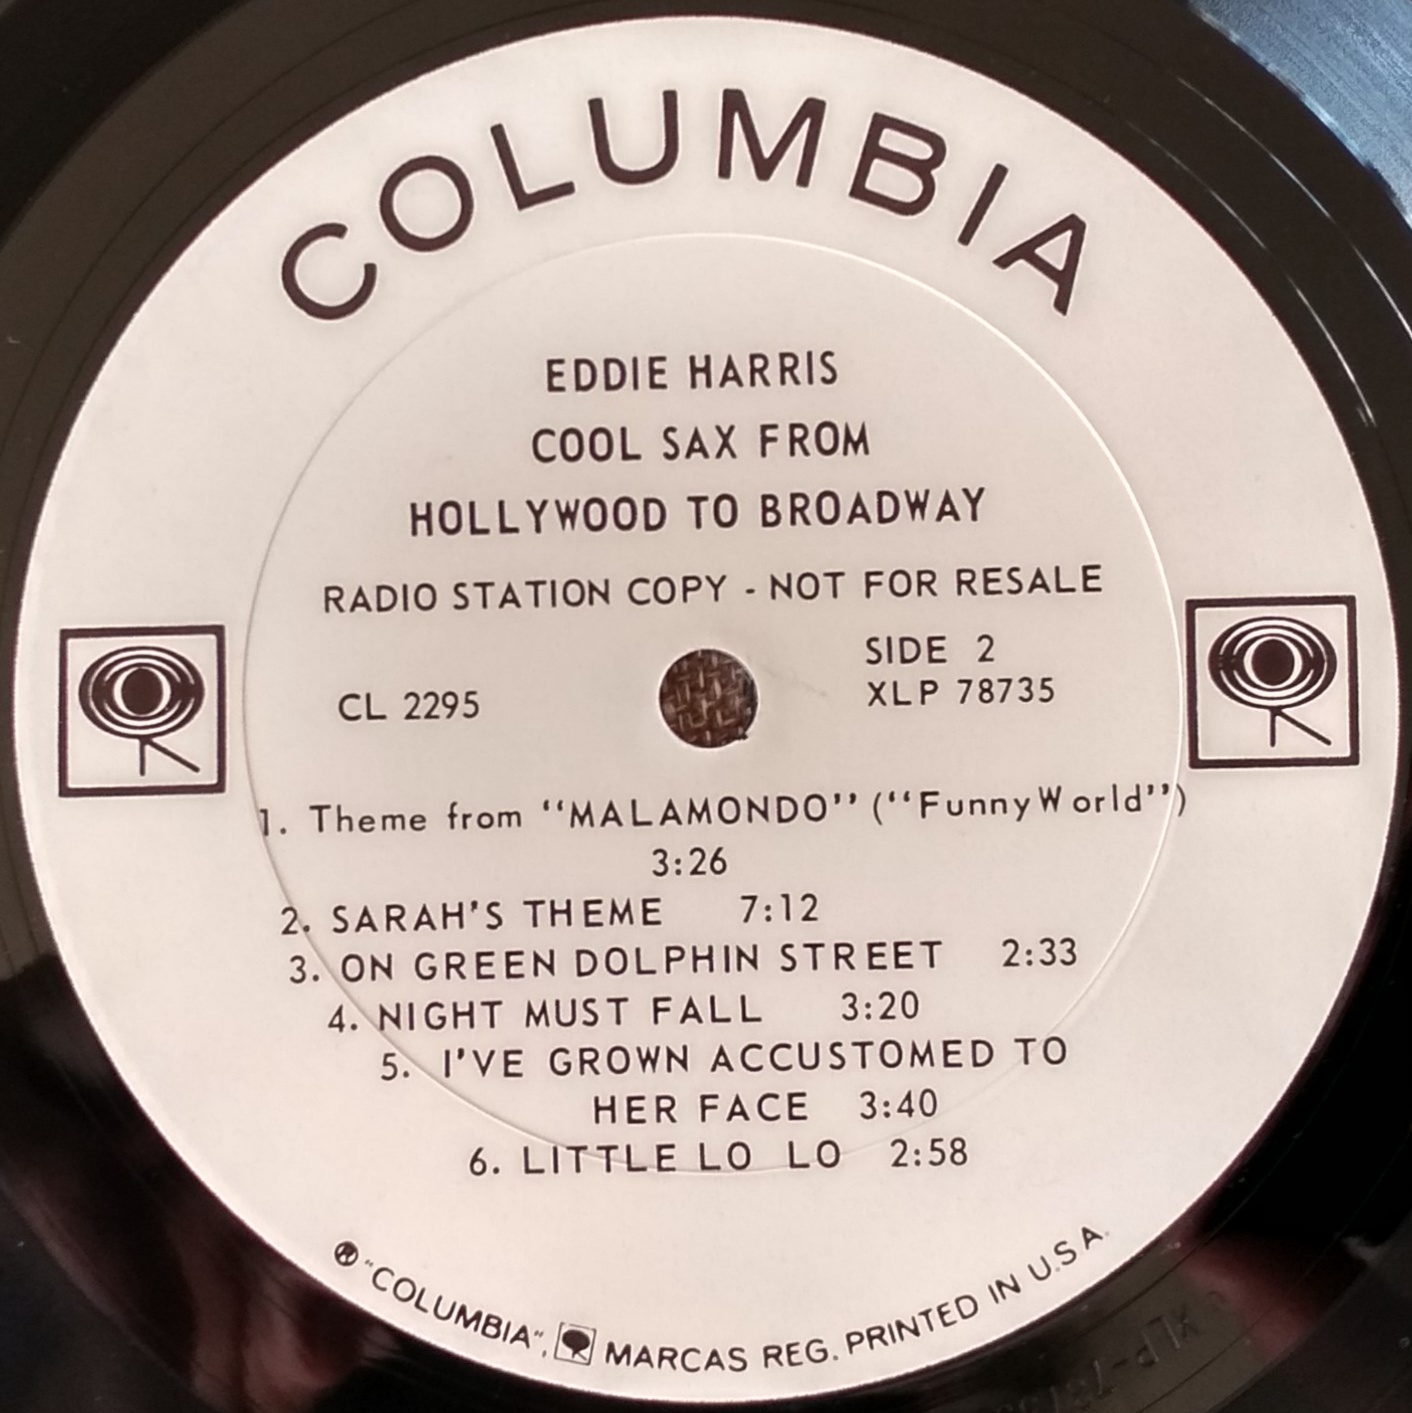 COLUMBIA
EDDIE HARRIS
COOL SAX FROM
HOLLYWOOD TO BROADWAY
RADIO STATION COPY - NOT FOR RESALE
SIDE 2
CL 2295
XLP 78735
1. Theme from “MALAMONDO” (“Funny World”)
3:26
2. SARAH'S THEME 7:12
3. ON GREEN DOLPHIN STREET 2:33
4. NIGHT MUST FALL 3:20
5. I'VE GROWN ACCUSTOMED TO
HER FACE 3:40
6. LITTLE LO LO 2:58
“COLUMBIA”, MARCAS REG. PRINTED IN U.S.A.